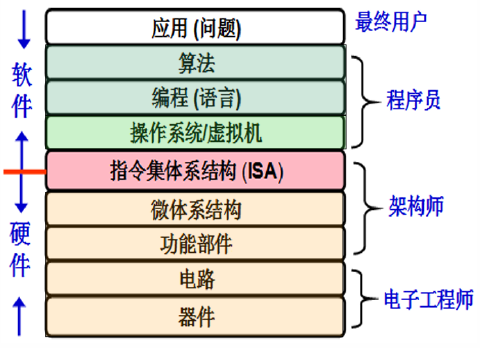 应用 (问题)
最终用户
算法
编程 (语言)
操作系统/虚拟机
程序员
软件
指令集体系结构 (ISA)
微体系结构
功能部件
架构师
硬件
电路
器件
电子工程师